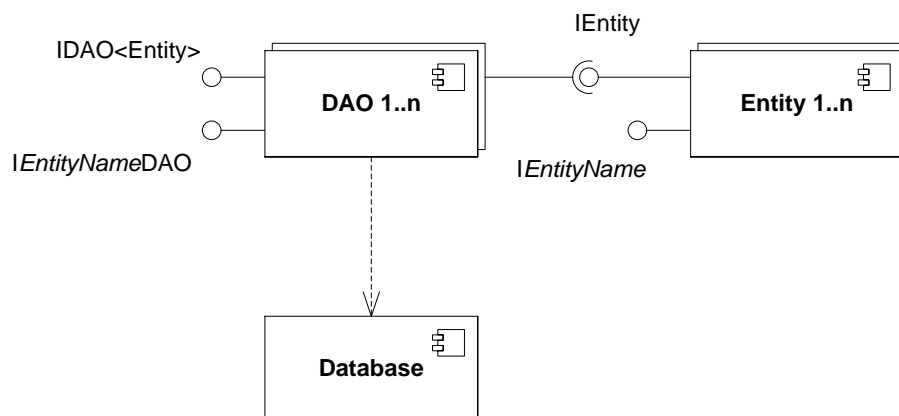 IEntity
IDAO<Entity>
DAO 1..n
Entity 1..n
IEntityNameDAO
IEntityName
Database